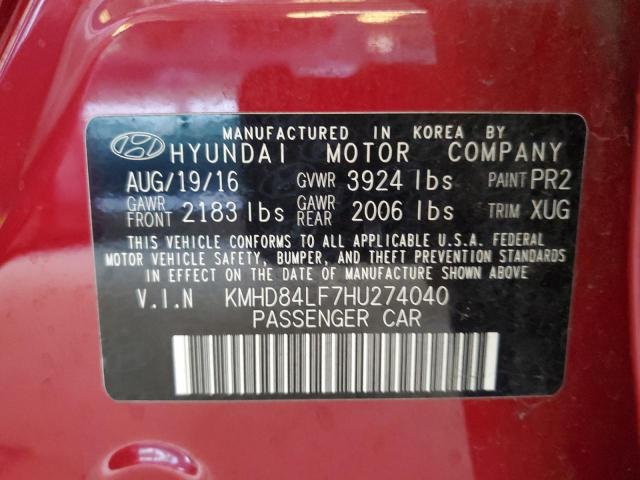 MANUFACTURED IN KOREA BY
HYUNDAI MOTOR COMPANY
AUG/19/16 GVWR 3924 lbs PAINT PR2
GAWR FRONT 2183 lbs GAWR REAR 2006 lbs TRIM XUG
THIS VEHICLE CONFORMS TO ALL APPLICABLE U.S.A. FEDERAL
MOTOR VEHICLE SAFETY, BUMPER, AND THEFT PREVENTION STANDARDS
IN EFFECT ON THE DATE OF MANUFACTURE SHOWN ABOVE
V.I.N KMHD84LF7HU274040
PASSENGER CAR